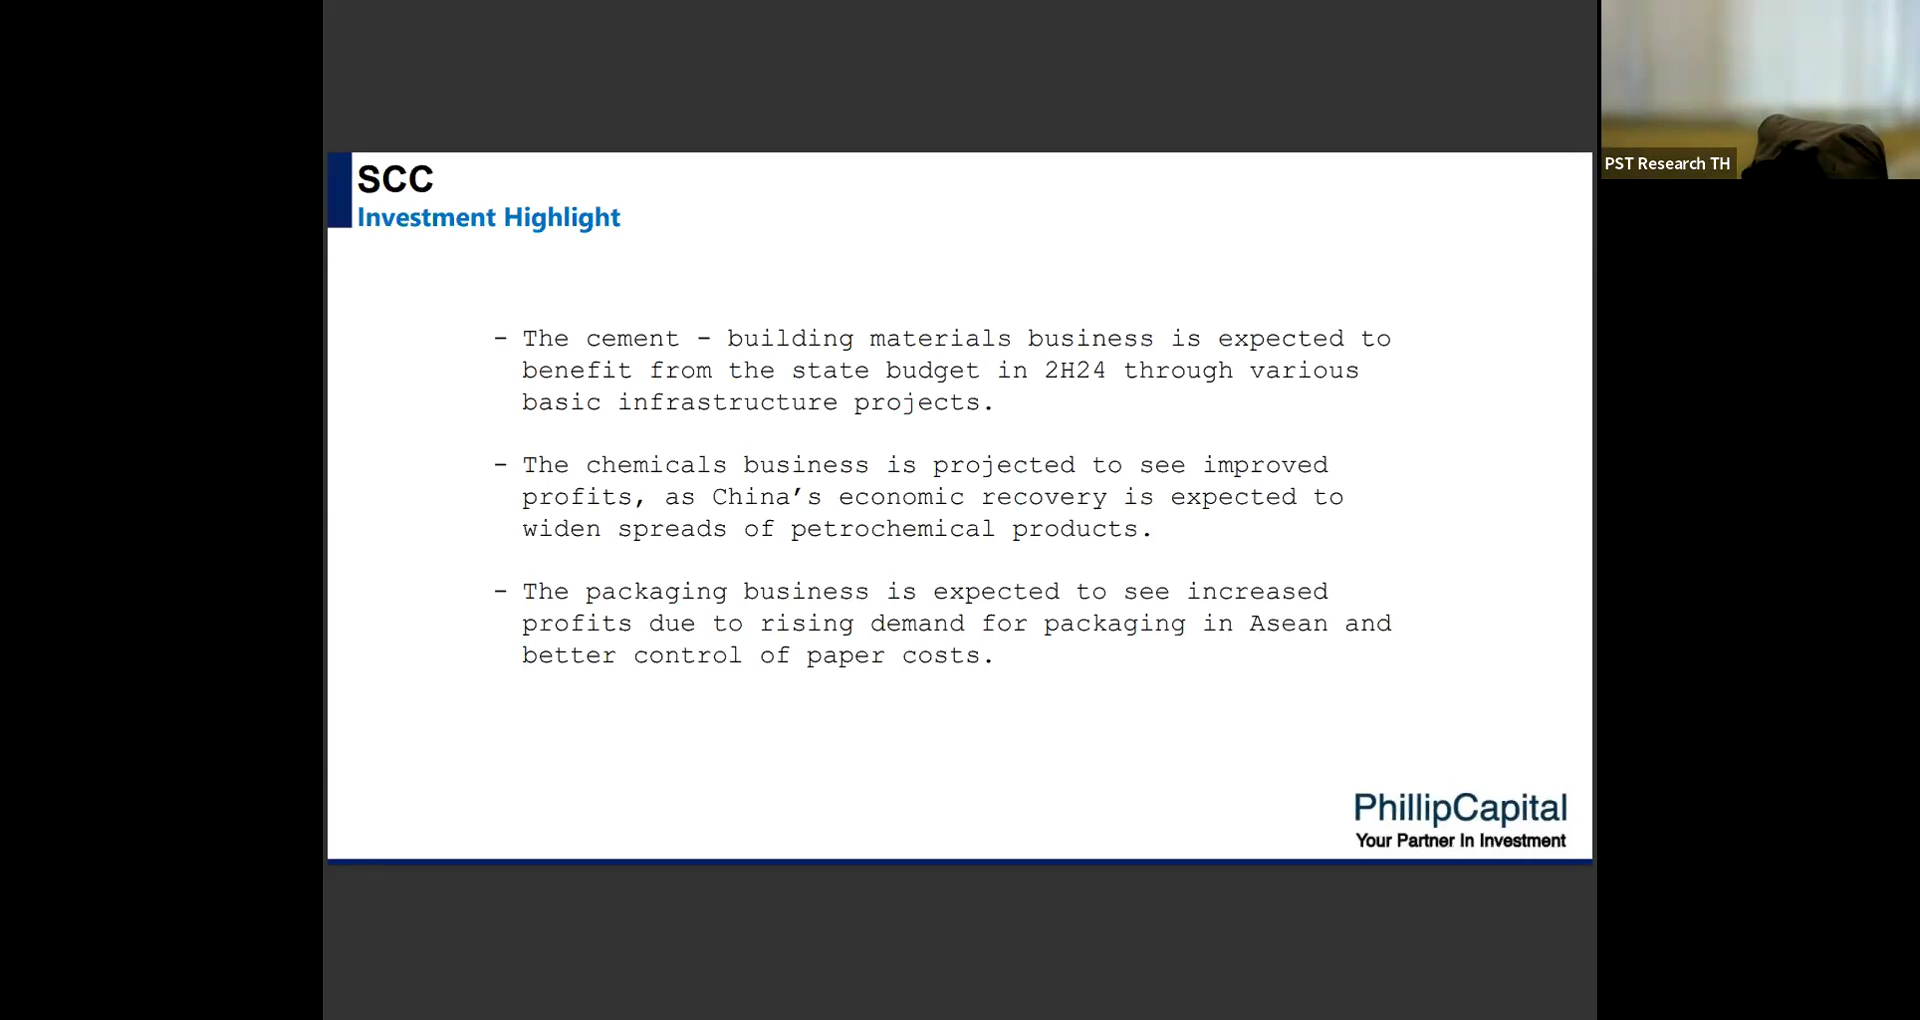 SCC
Investment Highlight
- The cement - building materials business is expected to
benefit from the state budget in 2H24 through various
basic infrastructure projects.
- The chemicals business is projected to see improved
profits, as China’s economic recovery is expected to
widen spreads of petrochemical products.
- The packaging business is expected to see increased
profits due to rising demand for packaging in Asean and
better control of paper costs.
PhillipCapital
Your Partner In Investment
PST Research TH